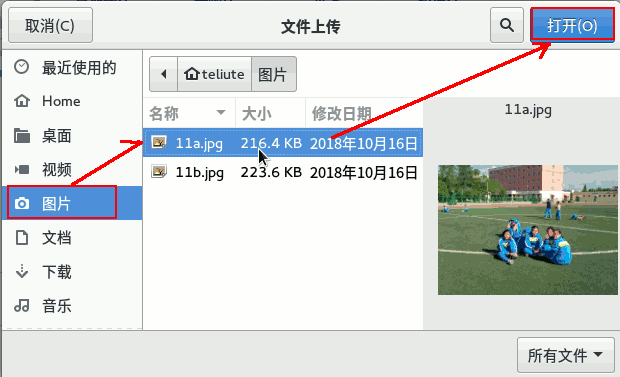 取消(C)
文件上传
打开(O)
最近使用的
Home
桌面
视频
图片
文档
下载
音乐
teliute
图片
名称
大小
修改日期
11a.jpg
216.4 KB
2018年10月16日
11b.jpg
223.6 KB
2018年10月16日
11a.jpg
所有文件